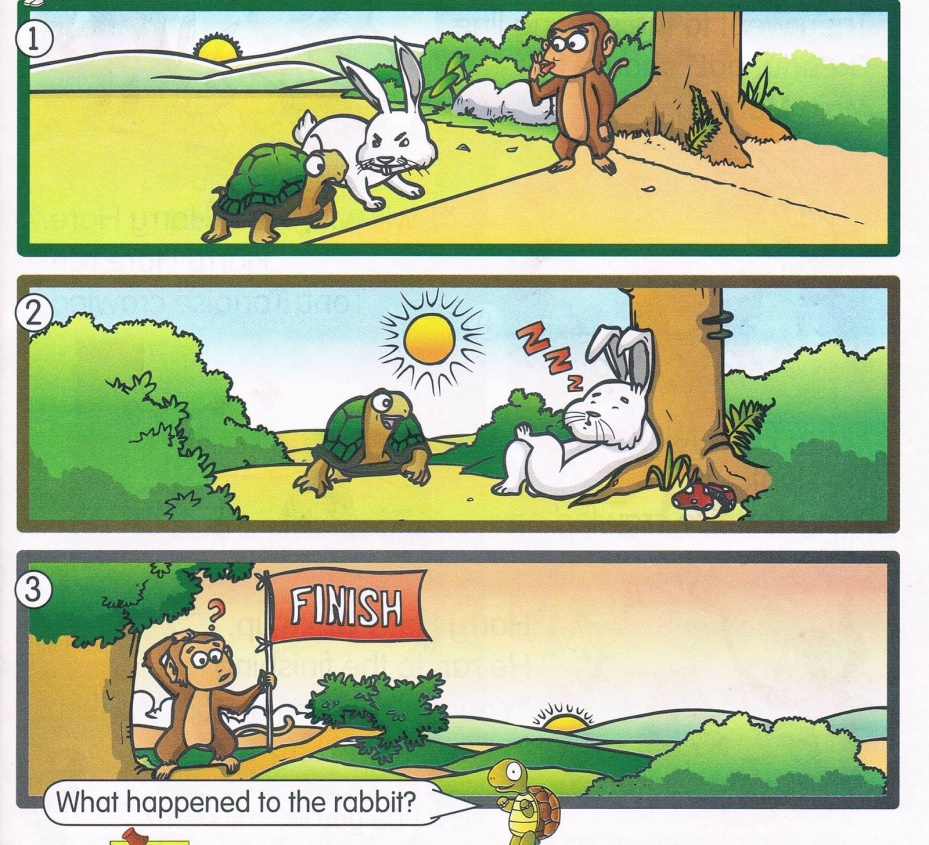 1
2
Z Z Z
3
?
FINISH
What happened to the rabbit?